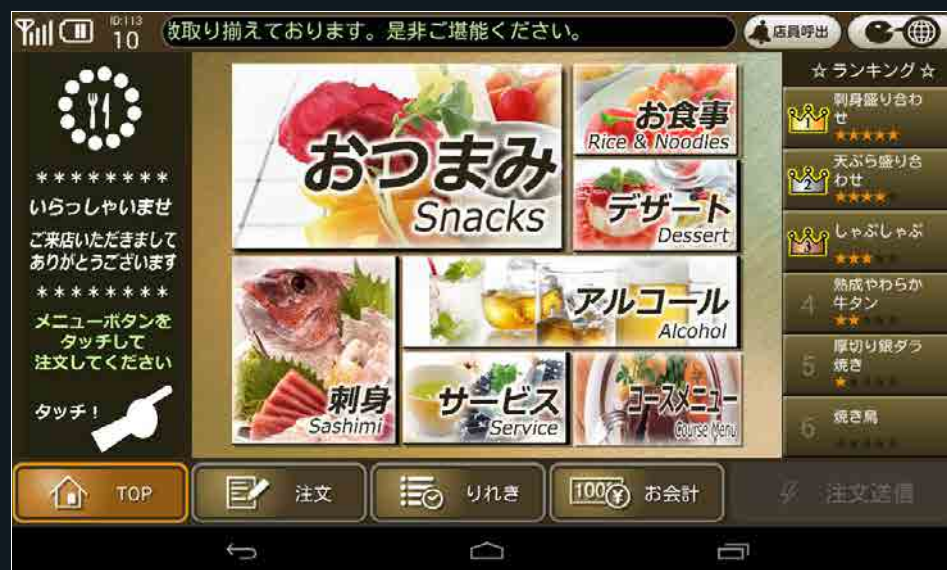 ID:113
10
取り揃えております。是非ご堪能ください。
店員呼出
********
いらっしゃいませ
ご来店いただきまして
ありがとうございます
********
メニューボタンを
タッチして
注文してください
タッチ！
おつまみ
Snacks
お食事
Rice & Noodles
デザート
Dessert
刺身
Sashimi
アルコール
Alcohol
サービス
Service
コースメニュー
Course Menu
☆ランキング☆
1
刺身盛り合わ
せ
★★★★★
2
天ぷら盛り合
わせ
★★★★
3
しゃぶしゃぶ
★★★
4
熟成やわらか
牛タン
★★
5
厚切り銀ダラ
焼き
★
6
焼き鳥
TOP
注文
りれき
100
¥
お会計
注文送信